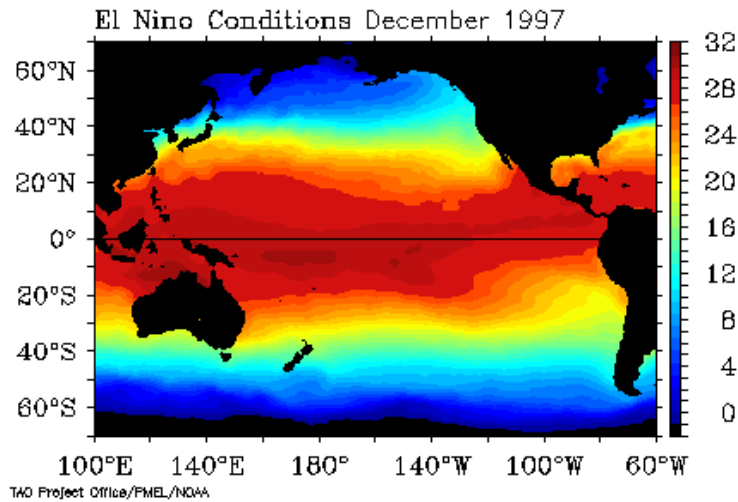 El Nino Conditions December 1997
60°N
40°N
20°N
0°
20°S
40°S
60°S
100°E 140°E 180° 140°W 100°W 60°W
32
28
24
20
16
12
8
4
0
TAO Project Office/PMEL/NOAA